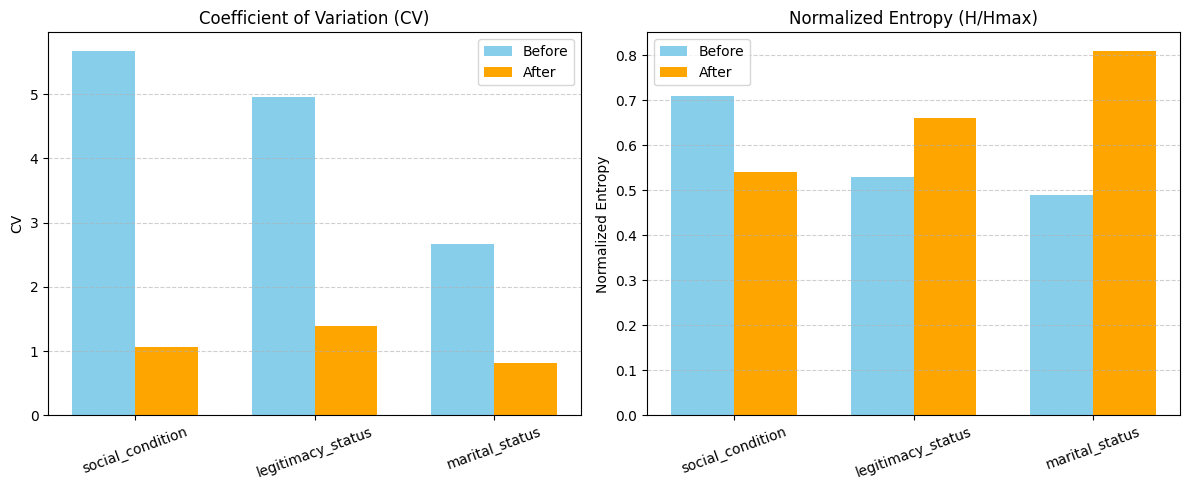 Coefficient of Variation (CV)
Before
After
CV
5
4
3
2
1
0
social_condition
legitimacy_status
marital_status
Normalized Entropy (H/Hmax)
Before
After
Normalized Entropy
0.8
0.7
0.6
0.5
0.4
0.3
0.2
0.1
0.0
social_condition
legitimacy_status
marital_status